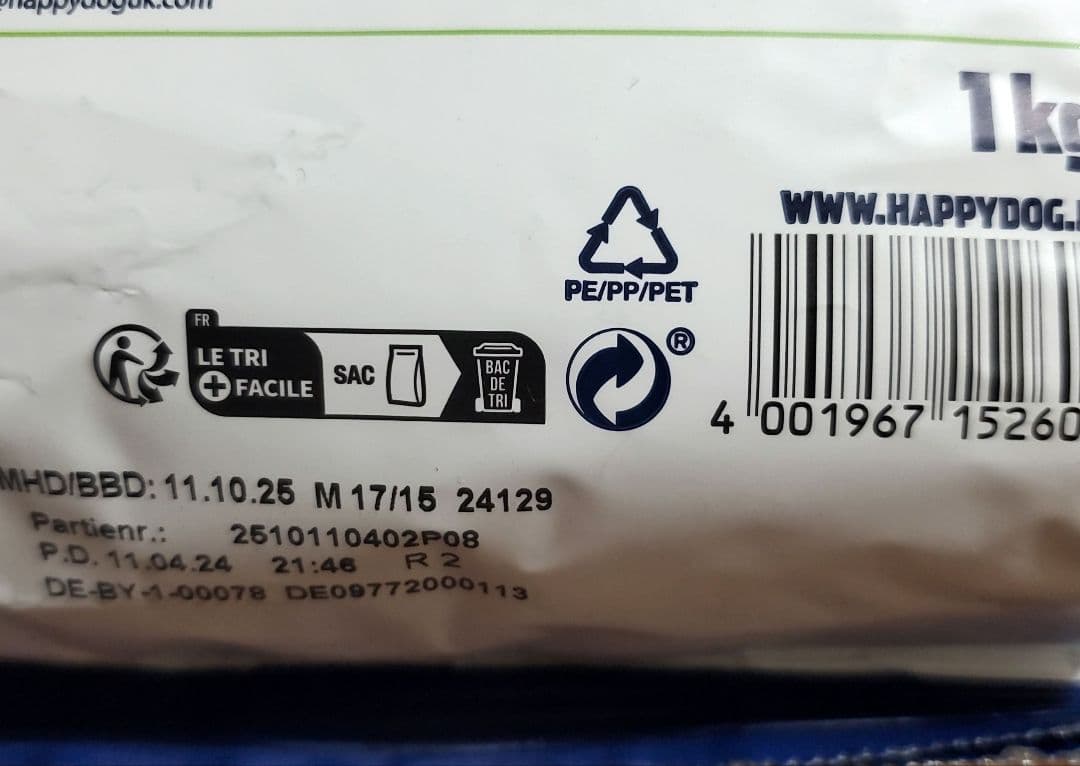 happydoguk.com
1 kg
WWW.HAPPYDOG.
PE/PP/PET
®
FR
LE TRI
+ FACILE
SAC
BAC
DE
TRI
4 001967 15260
MHD/BBD: 11.10.25 M 17/15 24129
Partienr.: 2510110402P08
P.D. 11.04.24 21:46 R 2
DE-BY-1-00078 DE09772000113